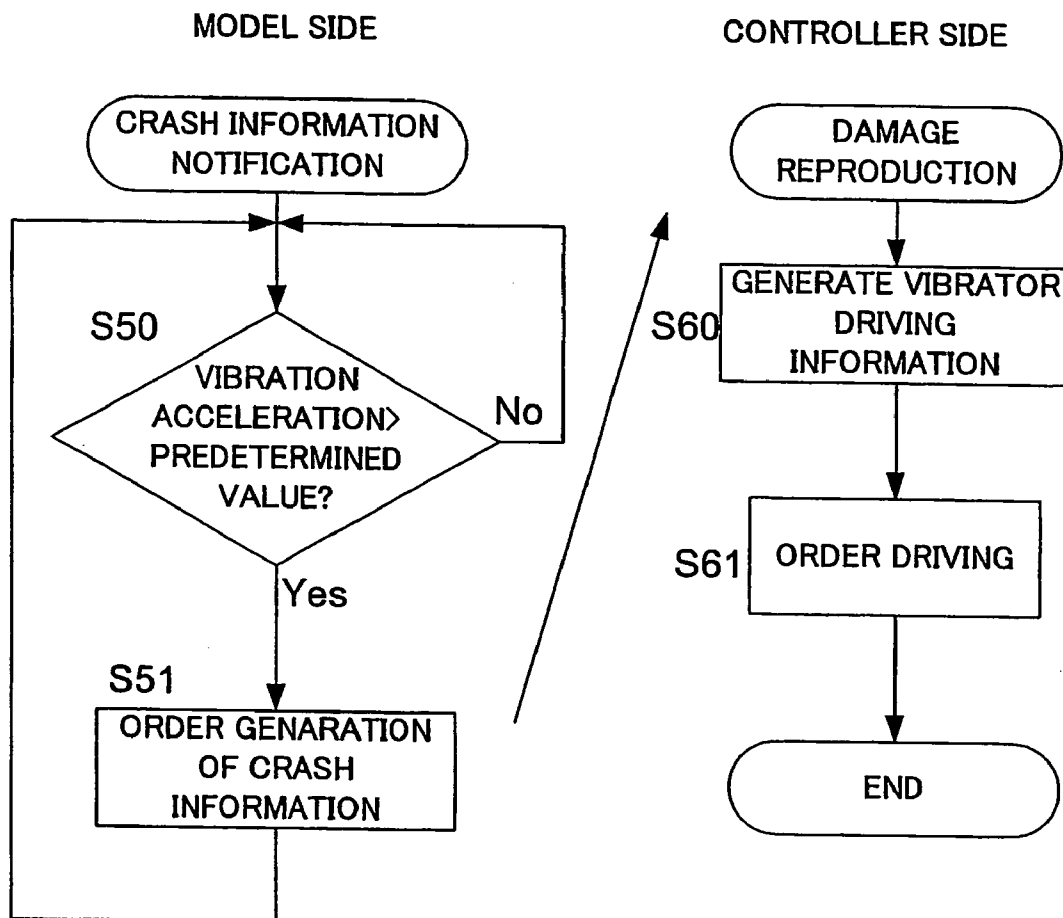 MODEL SIDE
CRASH INFORMATION
NOTIFICATION
S50
VIBRATION
ACCELERATION>
PREDETERMINED
VALUE?
No
Yes
S51
ORDER GENARATION
OF CRASH
INFORMATION
CONTROLLER SIDE
DAMAGE
REPRODUCTION
S60
GENERATE VIBRATOR
DRIVING
INFORMATION
S61
ORDER DRIVING
END